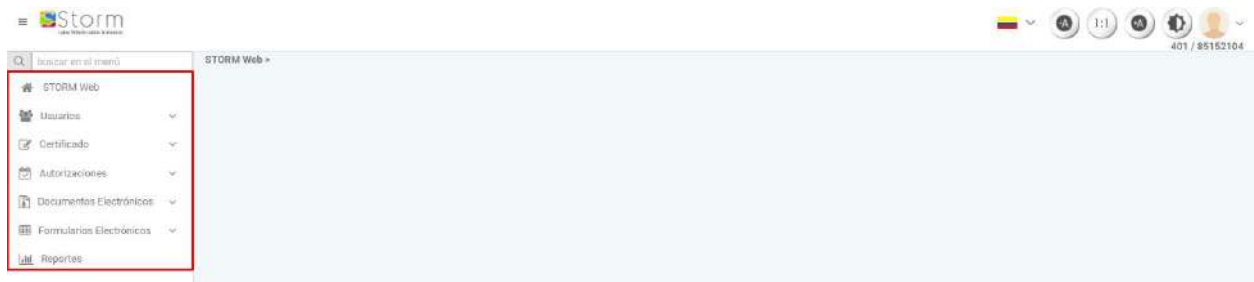 Storm
A 1:1 A
401 / 85152104
buscar en el menú
STORM Web >
STORM Web
Usuarios
Certificado
Autorizaciones
Documentos Electrónicos
Formularios Electrónicos
Reportes